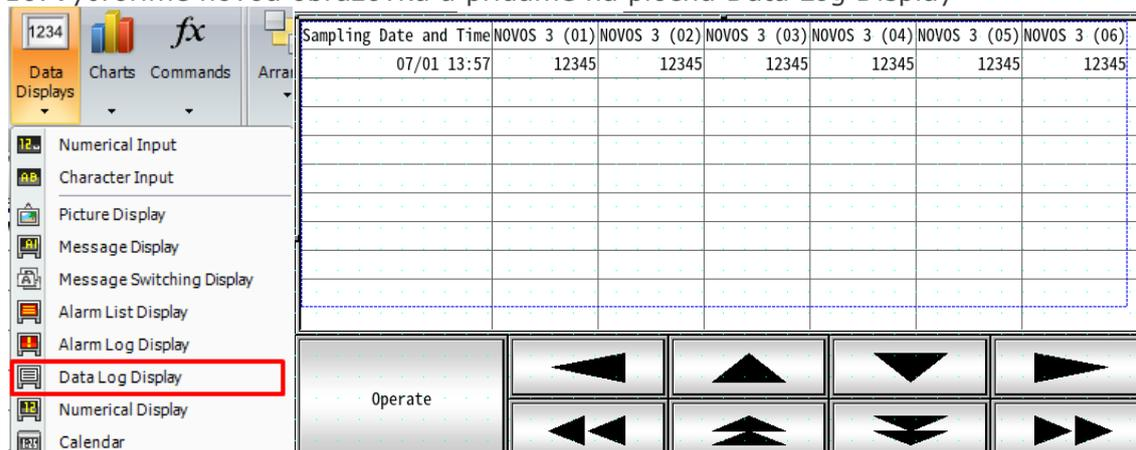 1234
Data Displays
Charts
fx
Commands
Numerical Input
Character Input
Picture Display
Message Display
Message Switching Display
Alarm List Display
Alarm Log Display
Data Log Display
Numerical Display
Calendar
Sampling Date and Time NOVOS 3 (01) NOVOS 3 (02) NOVOS 3 (03) NOVOS 3 (04) NOVOS 3 (05) NOVOS 3 (06)
07/01 13:57 12345 12345 12345 12345 12345 12345
Operate